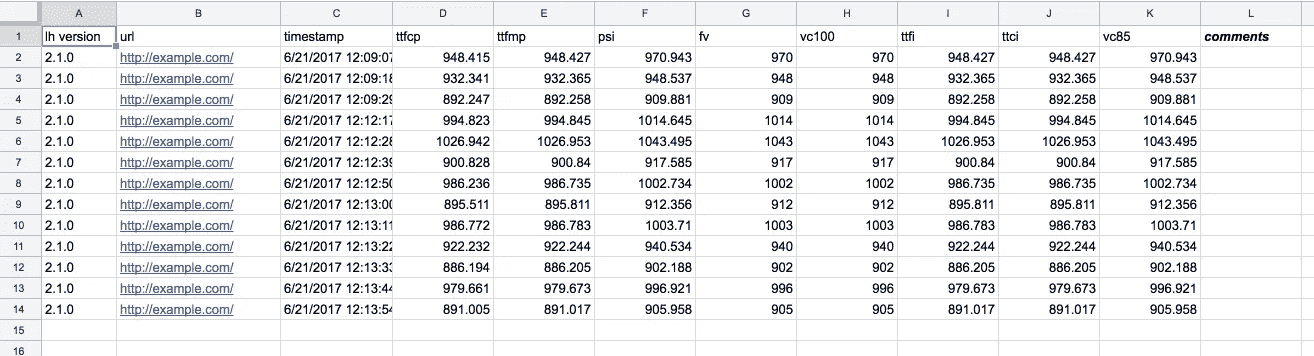 A B C D E F G H I J K L
1 lh version url timestamp ttfcp ttfmp psi fv vc100 ttfi ttci vc85 comments
2 2.1.0 http://example.com/ 6/21/2017 12:09:07 948.415 948.427 970.943 970 970 948.427 948.427 970.943
3 2.1.0 http://example.com/ 6/21/2017 12:09:18 932.341 932.365 948.537 948 948 932.365 932.365 948.537
4 2.1.0 http://example.com/ 6/21/2017 12:09:29 892.247 892.258 909.881 909 909 892.258 892.258 909.881
5 2.1.0 http://example.com/ 6/21/2017 12:12:17 994.823 994.845 1014.645 1014 1014 994.845 994.845 1014.645
6 2.1.0 http://example.com/ 6/21/2017 12:12:28 1026.942 1026.953 1043.495 1043 1043 1026.953 1026.953 1043.495
7 2.1.0 http://example.com/ 6/21/2017 12:12:39 900.828 900.84 917.585 917 917 900.84 900.84 917.585
8 2.1.0 http://example.com/ 6/21/2017 12:12:50 986.236 986.735 1002.734 1002 1002 986.735 986.735 1002.734
9 2.1.0 http://example.com/ 6/21/2017 12:13:00 895.511 895.811 912.356 912 912 895.811 895.811 912.356
10 2.1.0 http://example.com/ 6/21/2017 12:13:11 986.772 986.783 1003.71 1003 1003 986.783 986.783 1003.71
11 2.1.0 http://example.com/ 6/21/2017 12:13:22 922.232 922.244 940.534 940 940 922.244 922.244 940.534
12 2.1.0 http://example.com/ 6/21/2017 12:13:33 886.194 886.205 902.188 902 902 886.205 886.205 902.188
13 2.1.0 http://example.com/ 6/21/2017 12:13:44 979.661 979.673 996.921 996 996 979.673 979.673 996.921
14 2.1.0 http://example.com/ 6/21/2017 12:13:54 891.005 891.017 905.958 905 905 891.017 891.017 905.958
15
16